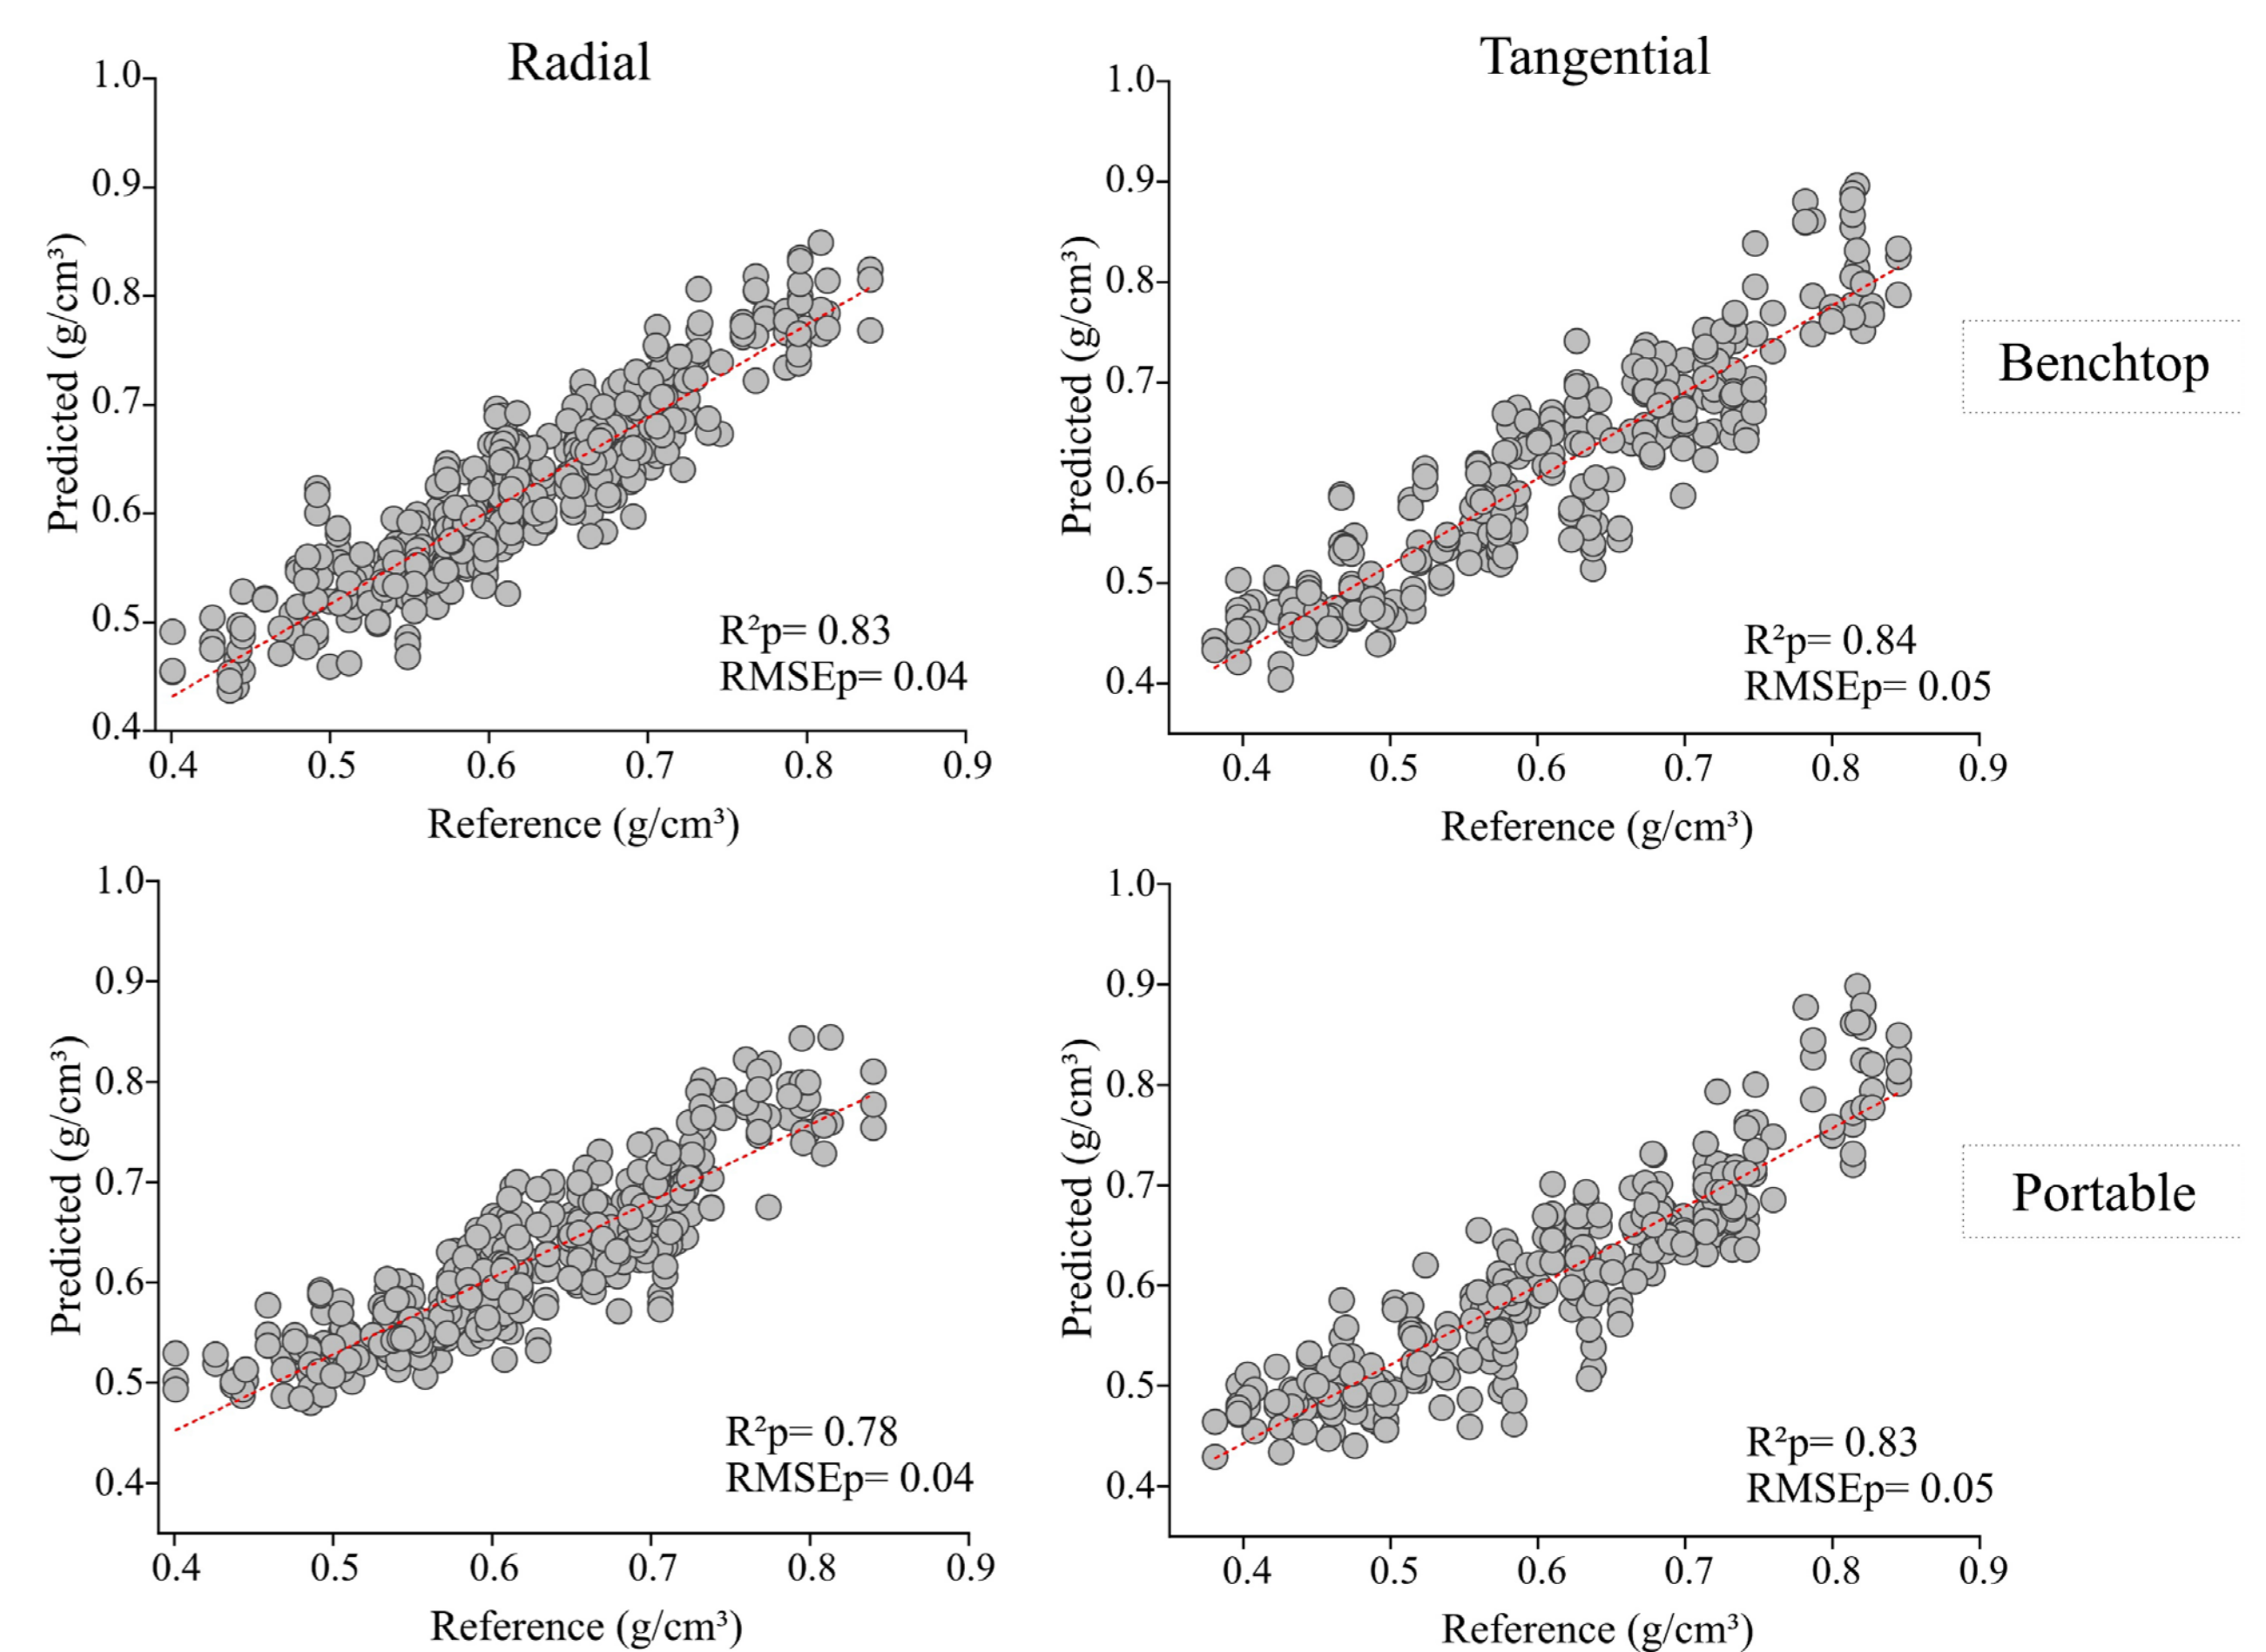 Radial
1.0
0.9
0.8
0.7
0.6
0.5
0.4
Predicted (g/cm³)
R²p= 0.83
RMSEp= 0.04
0.4 0.5 0.6 0.7 0.8 0.9
Reference (g/cm³)
Tangential
1.0
0.9
0.8
0.7
0.6
0.5
0.4
Predicted (g/cm³)
R²p= 0.84
RMSEp= 0.05
0.4 0.5 0.6 0.7 0.8 0.9
Reference (g/cm³)
Benchtop
1.0
0.9
0.8
0.7
0.6
0.5
0.4
Predicted (g/cm³)
R²p= 0.78
RMSEp= 0.04
0.4 0.5 0.6 0.7 0.8 0.9
Reference (g/cm³)
1.0
0.9
0.8
0.7
0.6
0.5
0.4
Predicted (g/cm³)
R²p= 0.83
RMSEp= 0.05
0.4 0.5 0.6 0.7 0.8 0.9
Reference (g/cm³)
Portable